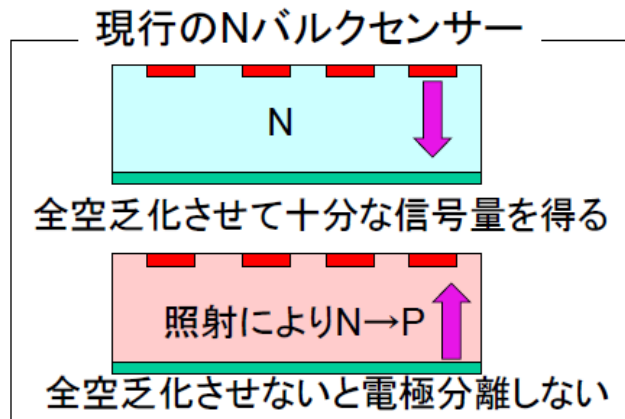 現行のNバルクセンサー
N
全空乏化させて十分な信号量を得る
照射によりN→P
全空乏化させないと電極分離しない